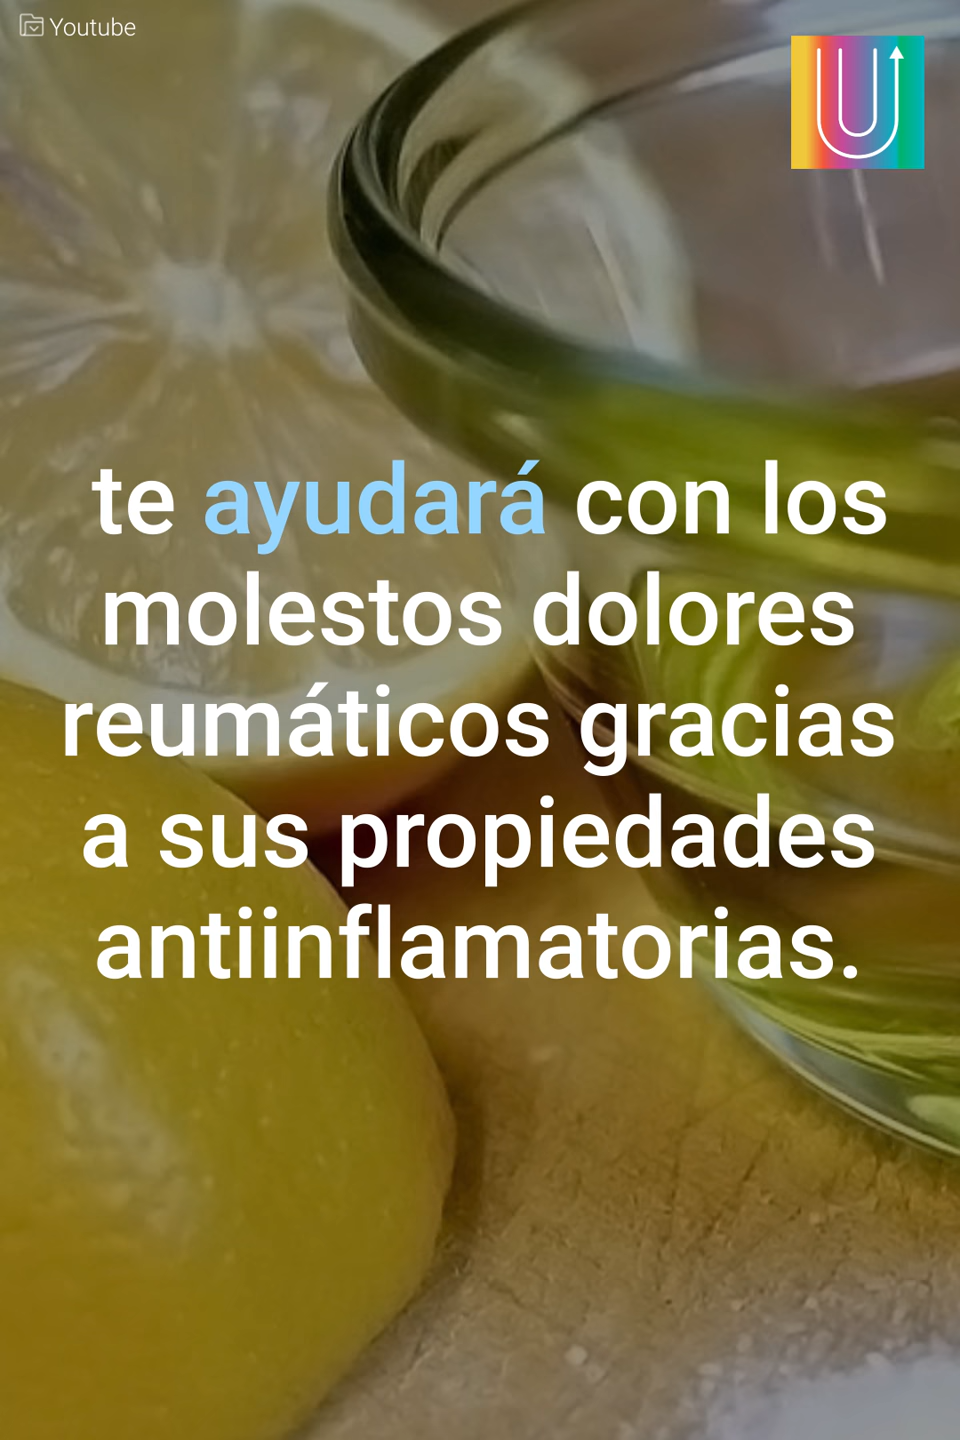 Youtube
U
te ayudará con los
molestos dolores
reumáticos gracias
a sus propiedades
antiinflamatorias.